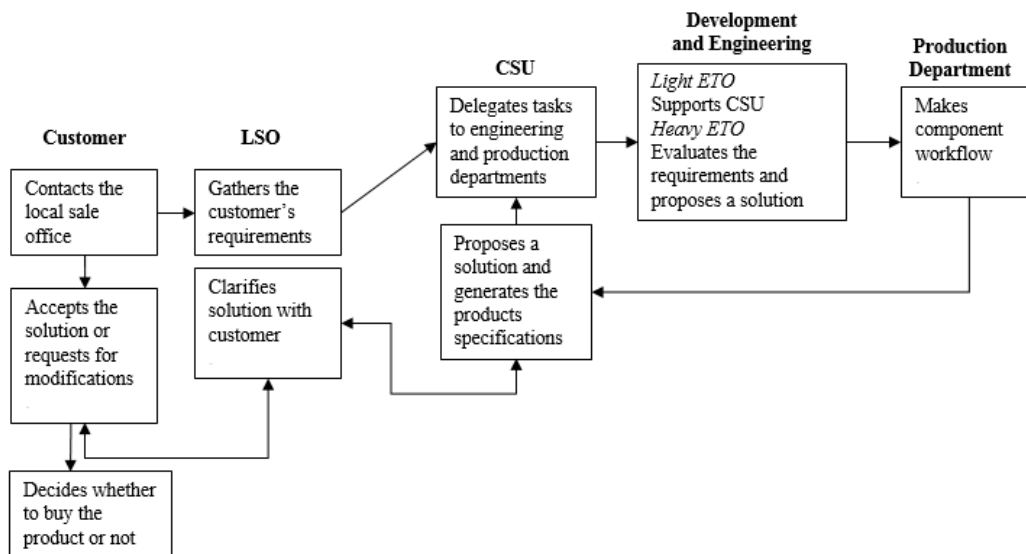 Development
and Engineering
Production
Department
CSU
Customer
LSO
Light ETO
Supports CSU
Heavy ETO
Evaluates the
requirements and
proposes a solution
Makes
component
workflow
Delegates tasks
to engineering
and production
departments
Contacts the
local sale
office
Gathers the
customer's
requirements
Proposes a
solution and
generates the
products
specifications
Accepts the
solution or
requests for
modifications
Clarifies
solution with
customer
Decides whether
to buy the
product or not